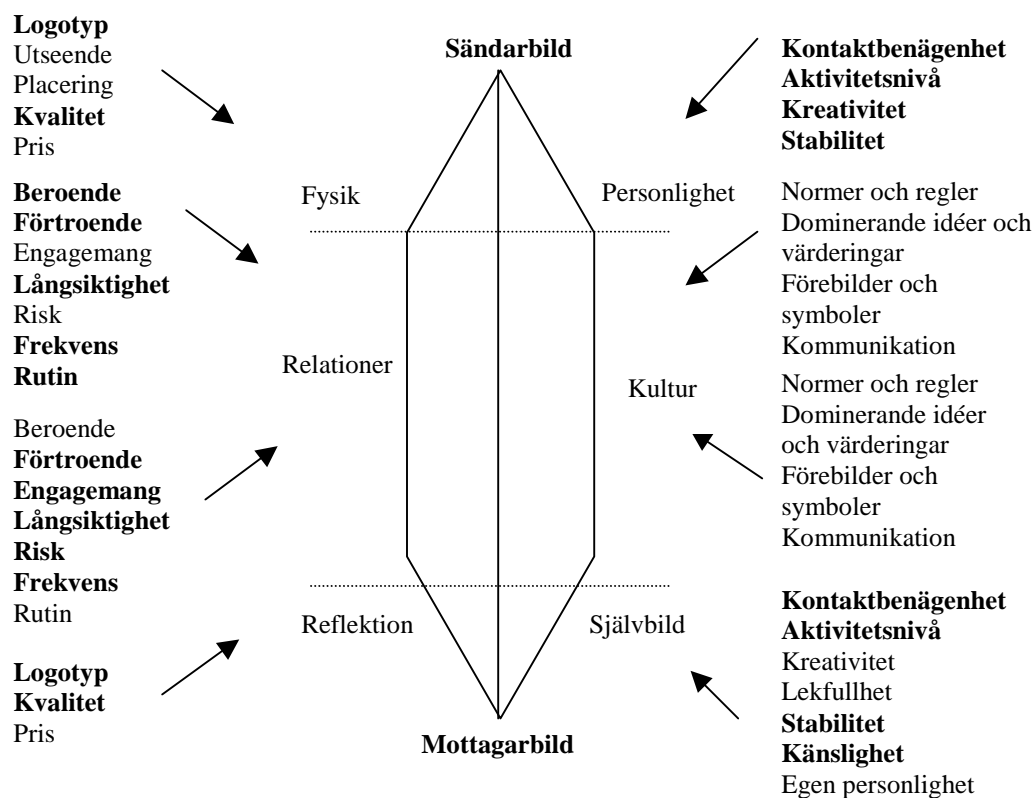 Logotyp
Utseende
Placering
Kvalitet
Pris
Beroende
Förtroende
Engagemang
Långsiktighet
Risk
Frekvens
Rutin
Beroende
Förtroende
Engagemang
Långsiktighet
Risk
Frekvens
Rutin
Logotyp
Kvalitet
Pris
Sändarbild
Fysik
Personlighet
Relationer
Kultur
Reflektion
Självbild
Mottagarbild
Kontaktbenägenhet
Aktivitetsnivå
Kreativitet
Stabilitet
Normer och regler
Dominerande idéer och
värderingar
Förebilder och
symboler
Kommunikation
Normer och regler
Dominerande idéer
och värderingar
Förebilder och
symboler
Kommunikation
Kontaktbenägenhet
Aktivitetsnivå
Kreativitet
Lekfullhet
Stabilitet
Känslighet
Egen personlighet